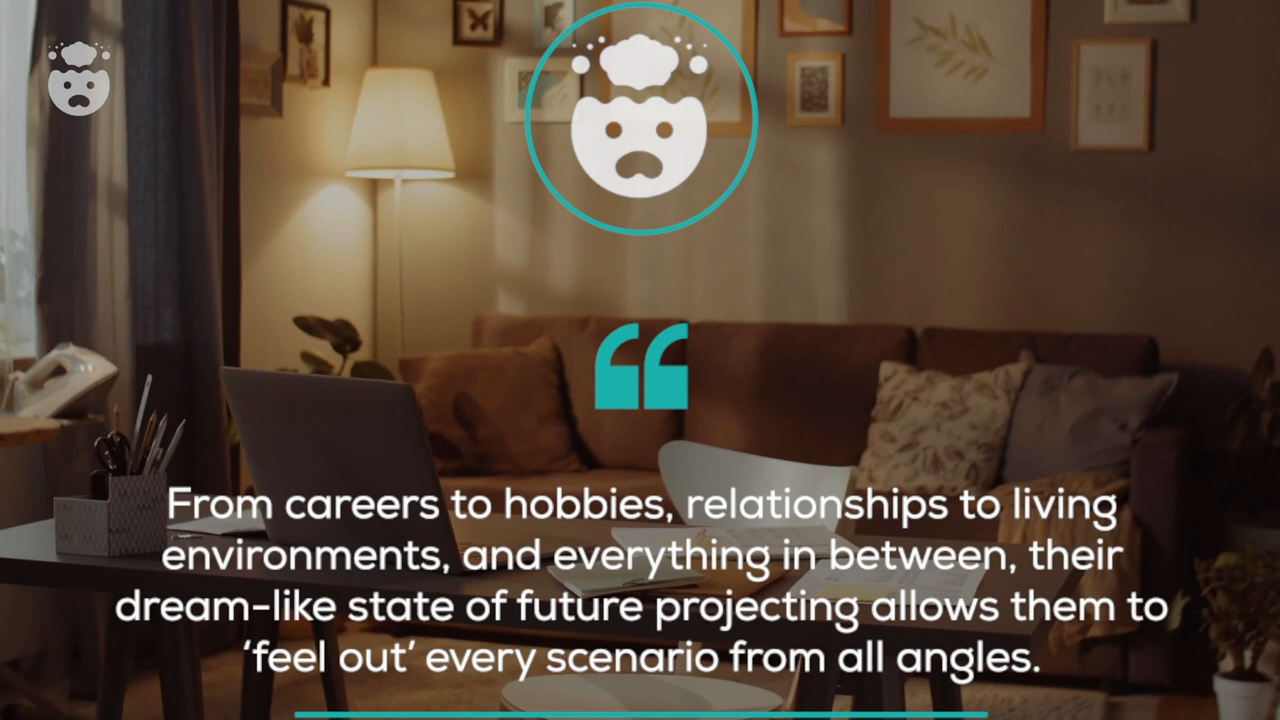 “
From careers to hobbies, relationships to living
environments, and everything in between, their
dream-like state of future projecting allows them to
‘feel out’ every scenario from all angles.